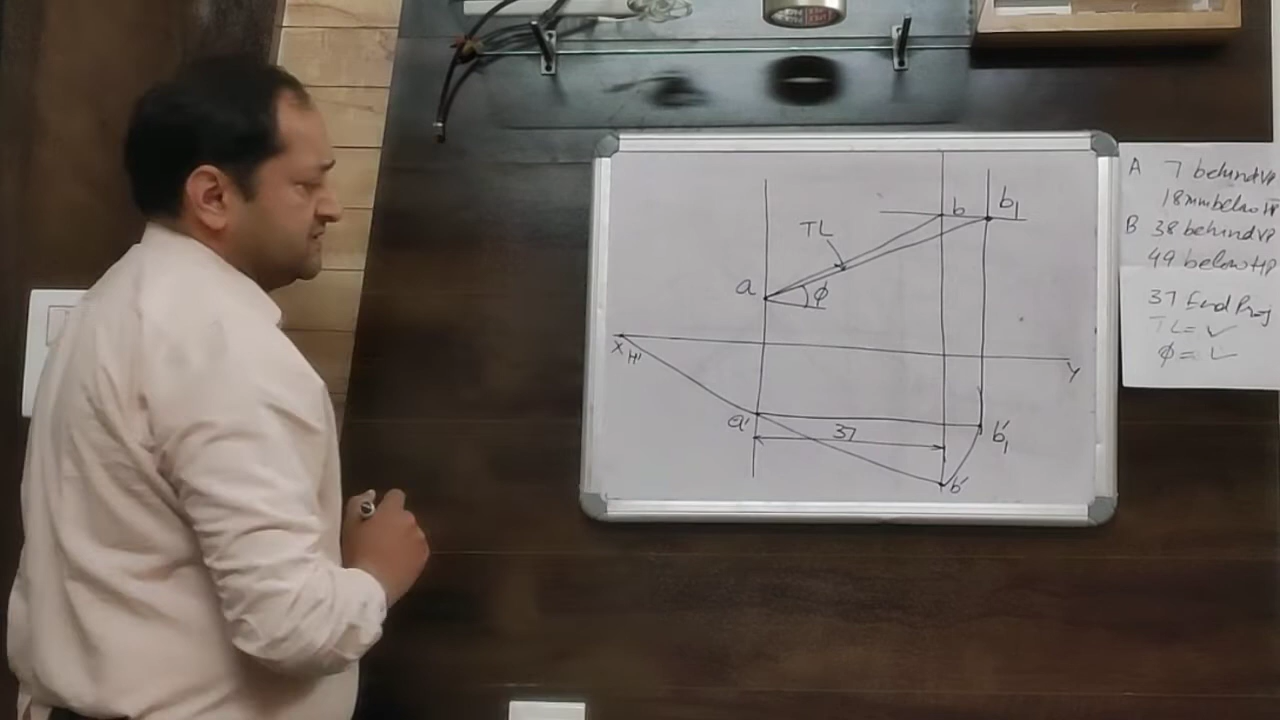 b
b1
TL
a
ϕ
X
H'
Y
a'
37
b'1
b'
A 7 behind VP
18mm below HP
B 38 behind VP
49 below HP
37 End Proj
TL= ✓
ϕ = ✓